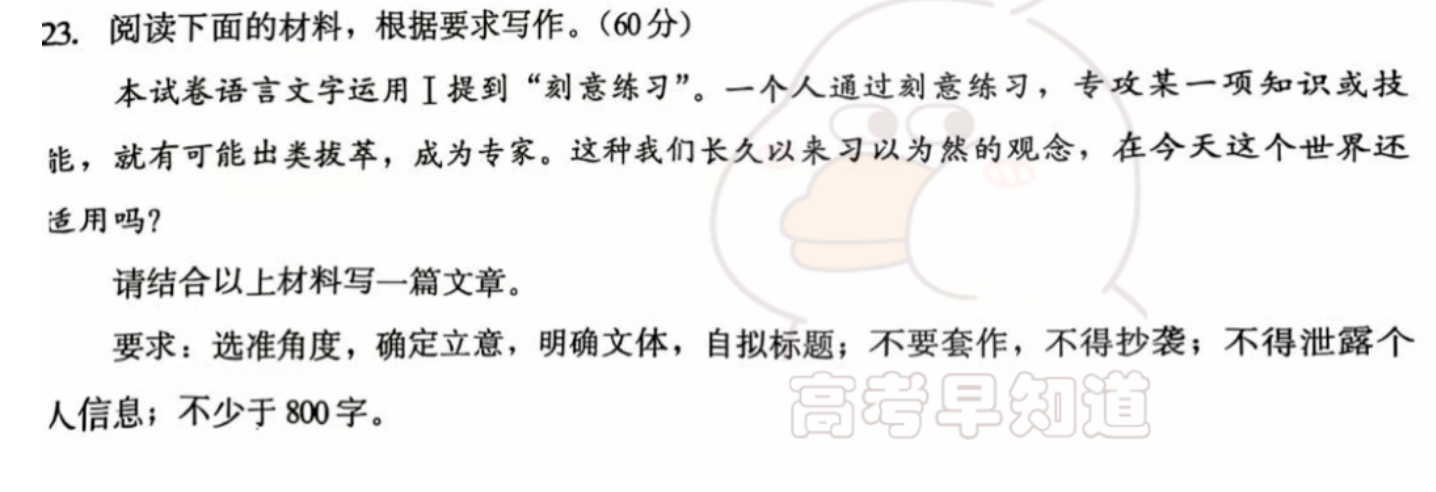 23. 阅读下面的材料，根据要求写作。（60分）
本试卷语言文字运用Ⅰ提到“刻意练习”。一个人通过刻意练习，专攻某一项知识或技
能，就有可能出类拔萃，成为专家。这种我们长久以来习以为然的观念，在今天这个世界还
适用吗？
请结合以上材料写一篇文章。
要求：选准角度，确定立意，明确文体，自拟标题；不要套作，不得抄袭；不得泄露个
人信息；不少于800字。
高考早知道